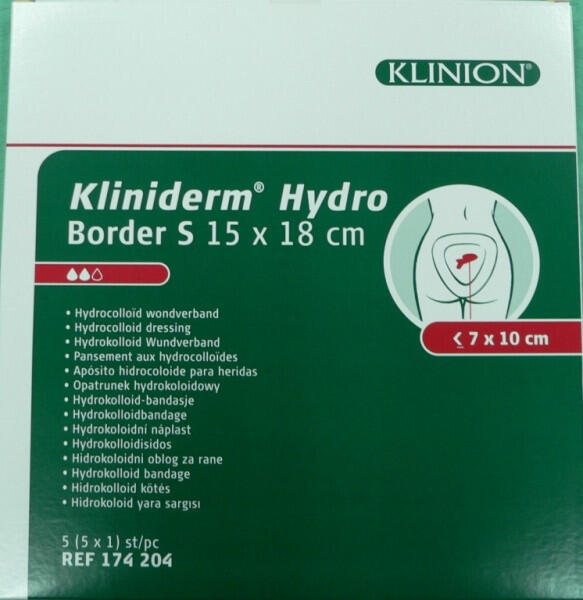 KLINION®
Kliniderm® Hydro
Border S 15 x 18 cm
≤ 7 x 10 cm
• Hydrocolloïd wondverband
• Hydrocolloid dressing
• Hydrokolloid Wundverband
• Pansement aux hydrocolloïdes
• Apósito hidrocoloide para heridas
• Opatrunek hydrokoloidowy
• Hydrokolloid-bandasje
• Hydrokolloidbandage
• Hydrokoloidní náplast
• Hydrokolloidisidos
• Hidrokoloidni oblog za rane
• Hydrokolloid bandage
• Hidrokolloid kötés
• Hidrokoloid yara sargısı
5 (5 x 1) st/pc
REF 174 204